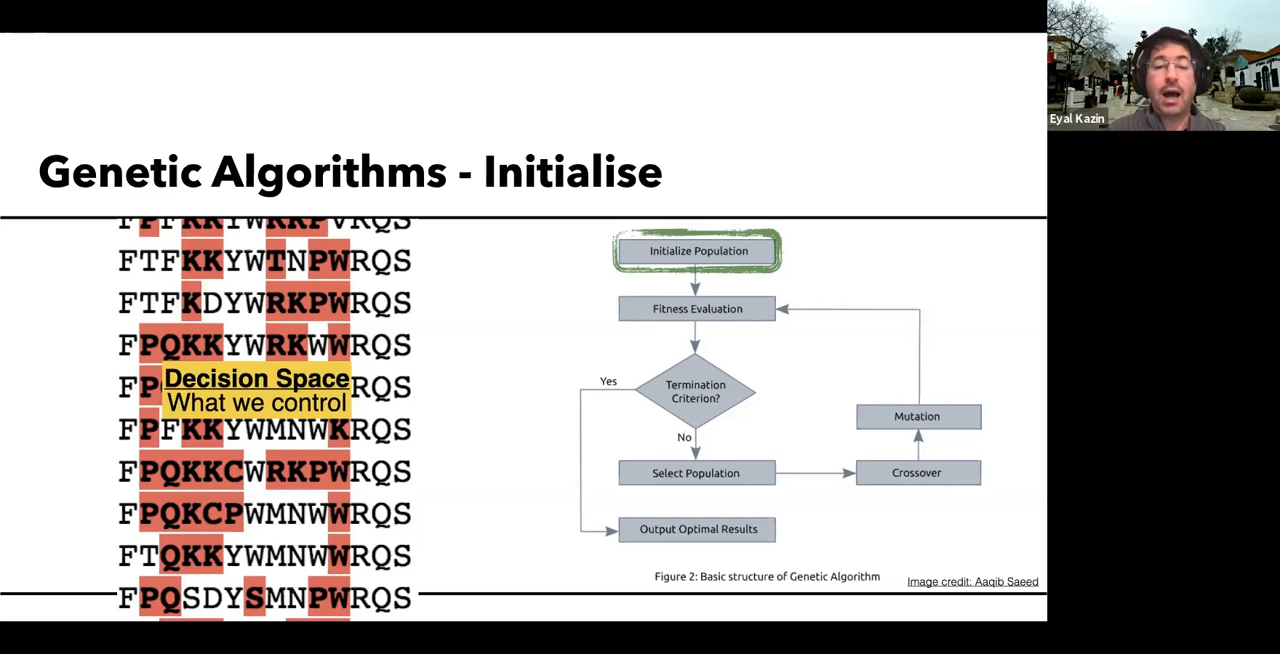 Genetic Algorithms - Initialise
FPFKKYWRKPVRQS
FTFKKYWTNPWRQS
FTFKDYWRKPWRQS
FPQKKYWRKWWRQS
Decision Space
What we control
FPFKKYWMNWKRQS
FPQKKCWRKPWRQS
FPQKCPWMNWWRQS
FTQKKYWMNWWRQS
FPQSDYSMNPWRQS
Initialize Population
Fitness Evaluation
Termination
Criterion?
Yes
No
Select Population
Crossover
Mutation
Output Optimal Results
Figure 2: Basic structure of Genetic Algorithm
Image credit: Aaqib Saeed
Eyal Kazin